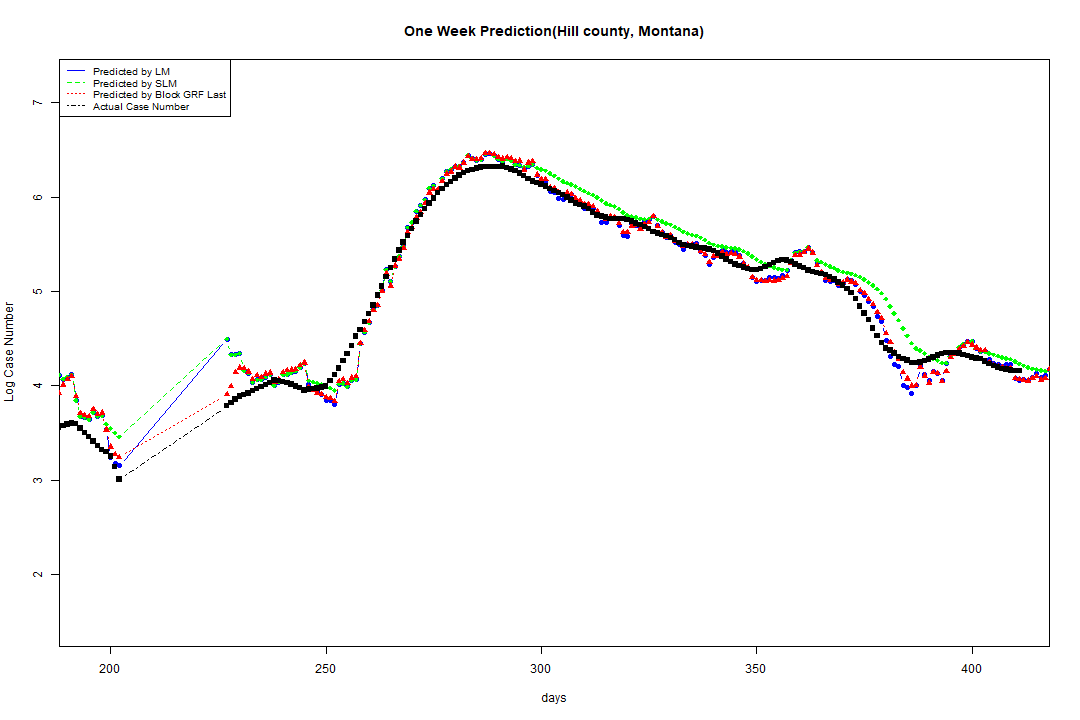 One Week Prediction(Hill county, Montana)
Predicted by LM
Predicted by SLM
Predicted by Block GRF Last
Actual Case Number
7
6
5
4
3
2
Log Case Number
200
250
300
350
400
days